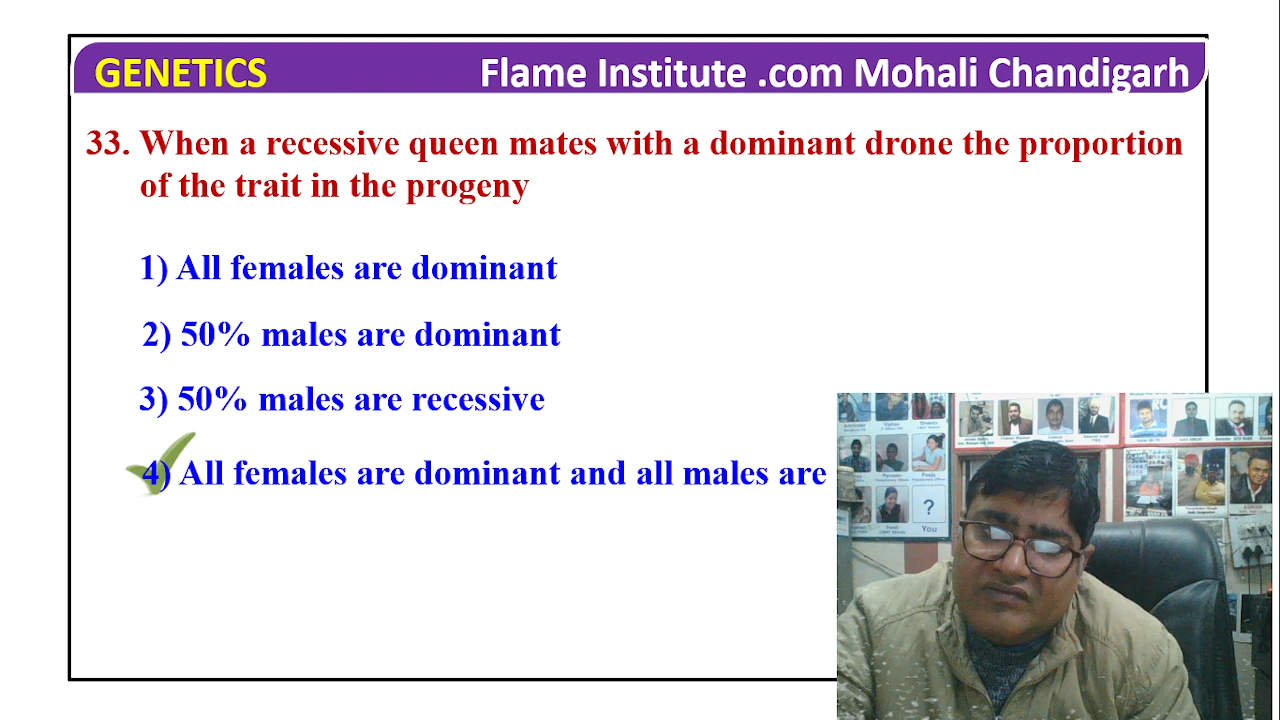 GENETICS
Flame Institute .com Mohali Chandigarh
33. When a recessive queen mates with a dominant drone the proportion
of the trait in the progeny
1) All females are dominant
2) 50% males are dominant
3) 50% males are recessive
4) All females are dominant and all males are
Pooja
?
You